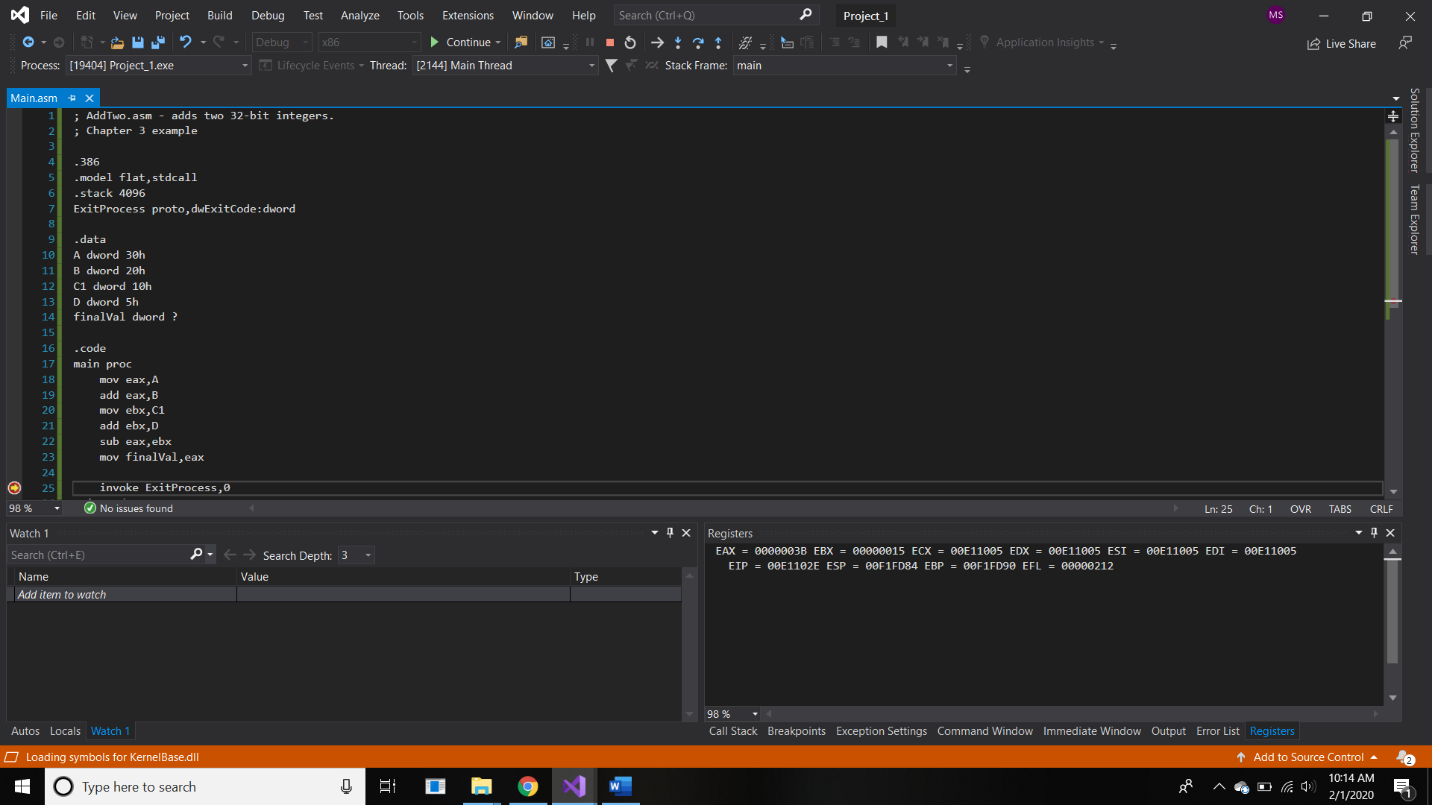 File Edit View Project Build Debug Test Analyze Tools Extensions Window Help Search (Ctrl+Q) Project_1 MS
Debug x86 Continue Application Insights Live Share
Process: [19404] Project_1.exe Lifecycle Events Thread: [2144] Main Thread Stack Frame: main
Main.asm
Solution Explorer
Team Explorer
1 ; AddTwo.asm - adds two 32-bit integers.
2 ; Chapter 3 example
3
4 .386
5 .model flat,stdcall
6 .stack 4096
7 ExitProcess proto,dwExitCode:dword
8
9 .data
10 A dword 30h
11 B dword 20h
12 C1 dword 10h
13 D dword 5h
14 finalVal dword ?
15
16 .code
17 main proc
18 mov eax,A
19 add eax,B
20 mov ebx,C1
21 add ebx,D
22 sub eax,ebx
23 mov finalVal,eax
24
25 invoke ExitProcess,0
98 % No issues found Ln: 25 Ch: 1 OVR TABS CRLF
Watch 1
Search (Ctrl+E) Search Depth: 3
Name Value Type
Add item to watch
Autos Locals Watch 1
Registers
EAX = 0000003B EBX = 00000015 ECX = 00E11005 EDX = 00E11005 ESI = 00E11005 EDI = 00E11005
EIP = 00E1102E ESP = 00F1FD84 EBP = 00F1FD90 EFL = 00000212
98 %
Call Stack Breakpoints Exception Settings Command Window Immediate Window Output Error List Registers
Loading symbols for KernelBase.dll Add to Source Control 2
Type here to search 10:14 AM
2/1/2020 1